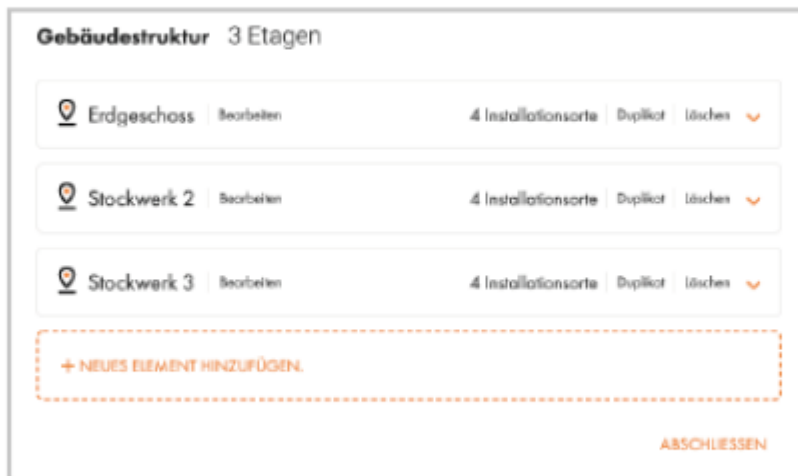 Gebäudestruktur 3 Etagen
Erdgeschoss Bearbeiten 4 Installationsorte Duplikat Löschen
Stockwerk 2 Bearbeiten 4 Installationsorte Duplikat Löschen
Stockwerk 3 Bearbeiten 4 Installationsorte Duplikat Löschen
+ NEUES ELEMENT HINZUFÜGEN.
ABSCHLIESSEN